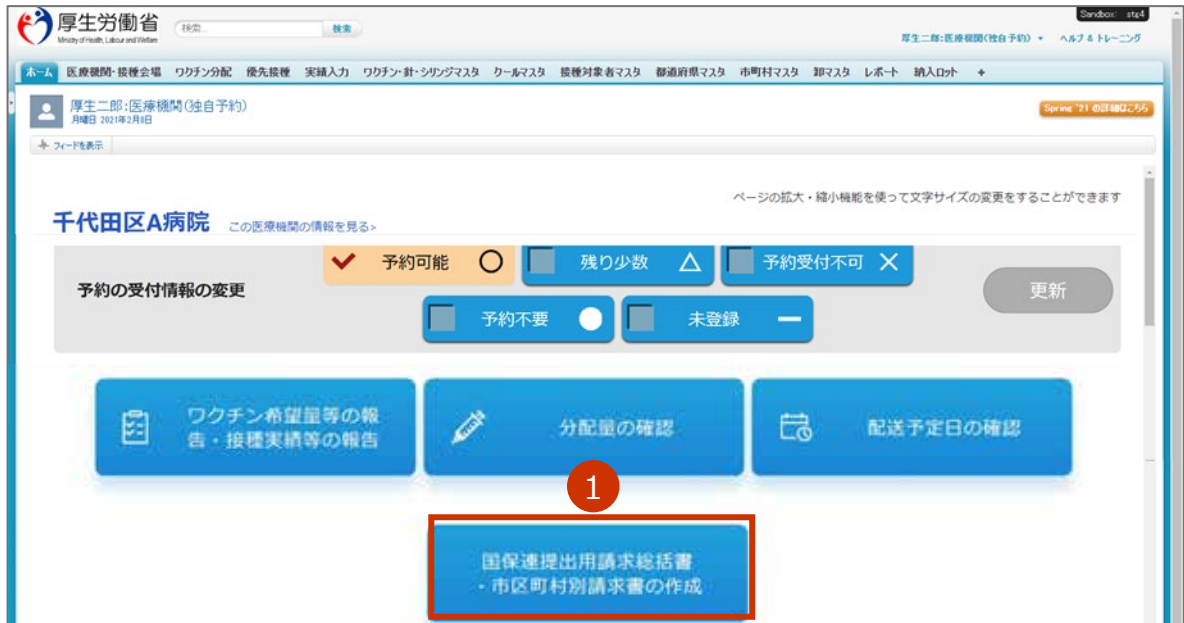 Sandbox: stg4
厚生労働省
Ministry of Health, Labour and Welfare
検索...
検索
厚生二郎:医療機関(独自予約)
ヘルプ & トレーニング
ホーム 医療機関・接種会場 ワクチン分配 優先接種 実績入力 ワクチン・針・シリンジマスタ クールマスタ 接種対象者マスタ 都道府県マスタ 市町村マスタ 卸マスタ レポート 納入ロット +
厚生二郎:医療機関(独自予約)
月曜日 2021年2月8日
Spring '21 の詳細はこちら
フィードを表示
ページの拡大・縮小機能を使って文字サイズの変更をすることができます
千代田区A病院 この医療機関の情報を見る>
予約の受付情報の変更
予約可能 ○
残り少数 △
予約受付不可 ×
予約不要 ●
未登録 ー
更新
ワクチン希望量等の報
告・接種実績等の報告
分配量の確認
配送予定日の確認
1
国保連提出用請求総括書
・市区町村別請求書の作成